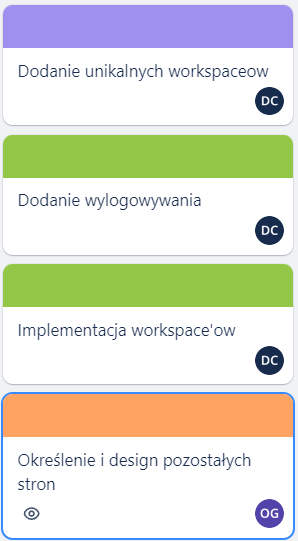 Dodanie unikalnych workspaceow
DC
Dodanie wylogowywania
DC
Implementacja workspace'ow
DC
Określenie i design pozostałych
stron
OG